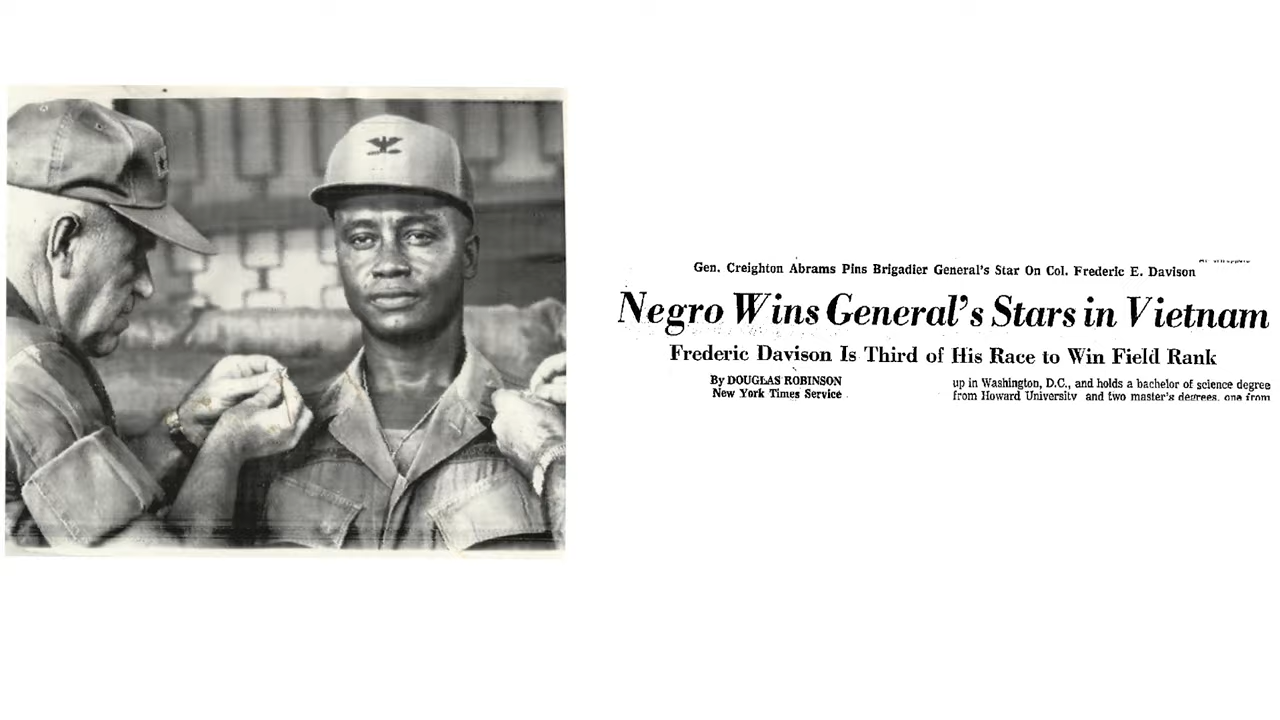 Gen. Creighton Abrams Pins Brigadier General's Star On Col. Frederic E. Davison
Negro Wins General's Stars in Vietnam
Frederic Davison Is Third of His Race to Win Field Rank
By DOUGLAS ROBINSON
New York Times Service
up in Washington, D.C., and holds a bachelor of science degree
from Howard University and two master's degrees, one from